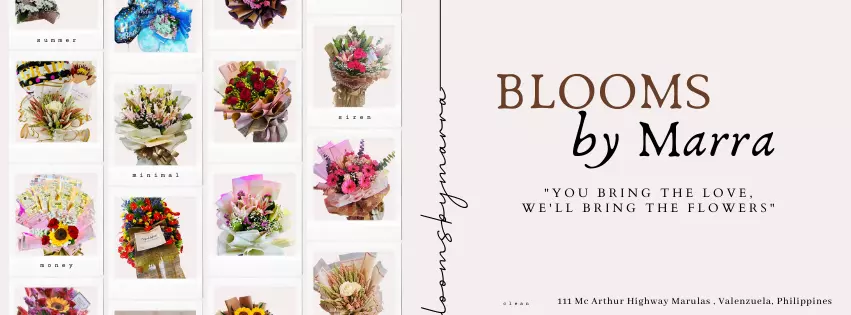 summer
minimal
money
siren
loomsbymarra
BLOOMS
by Marra
"YOU BRING THE LOVE,
WE'LL BRING THE FLOWERS"
clean
111 Mc Arthur Highway Marulas , Valenzuela, Philippines